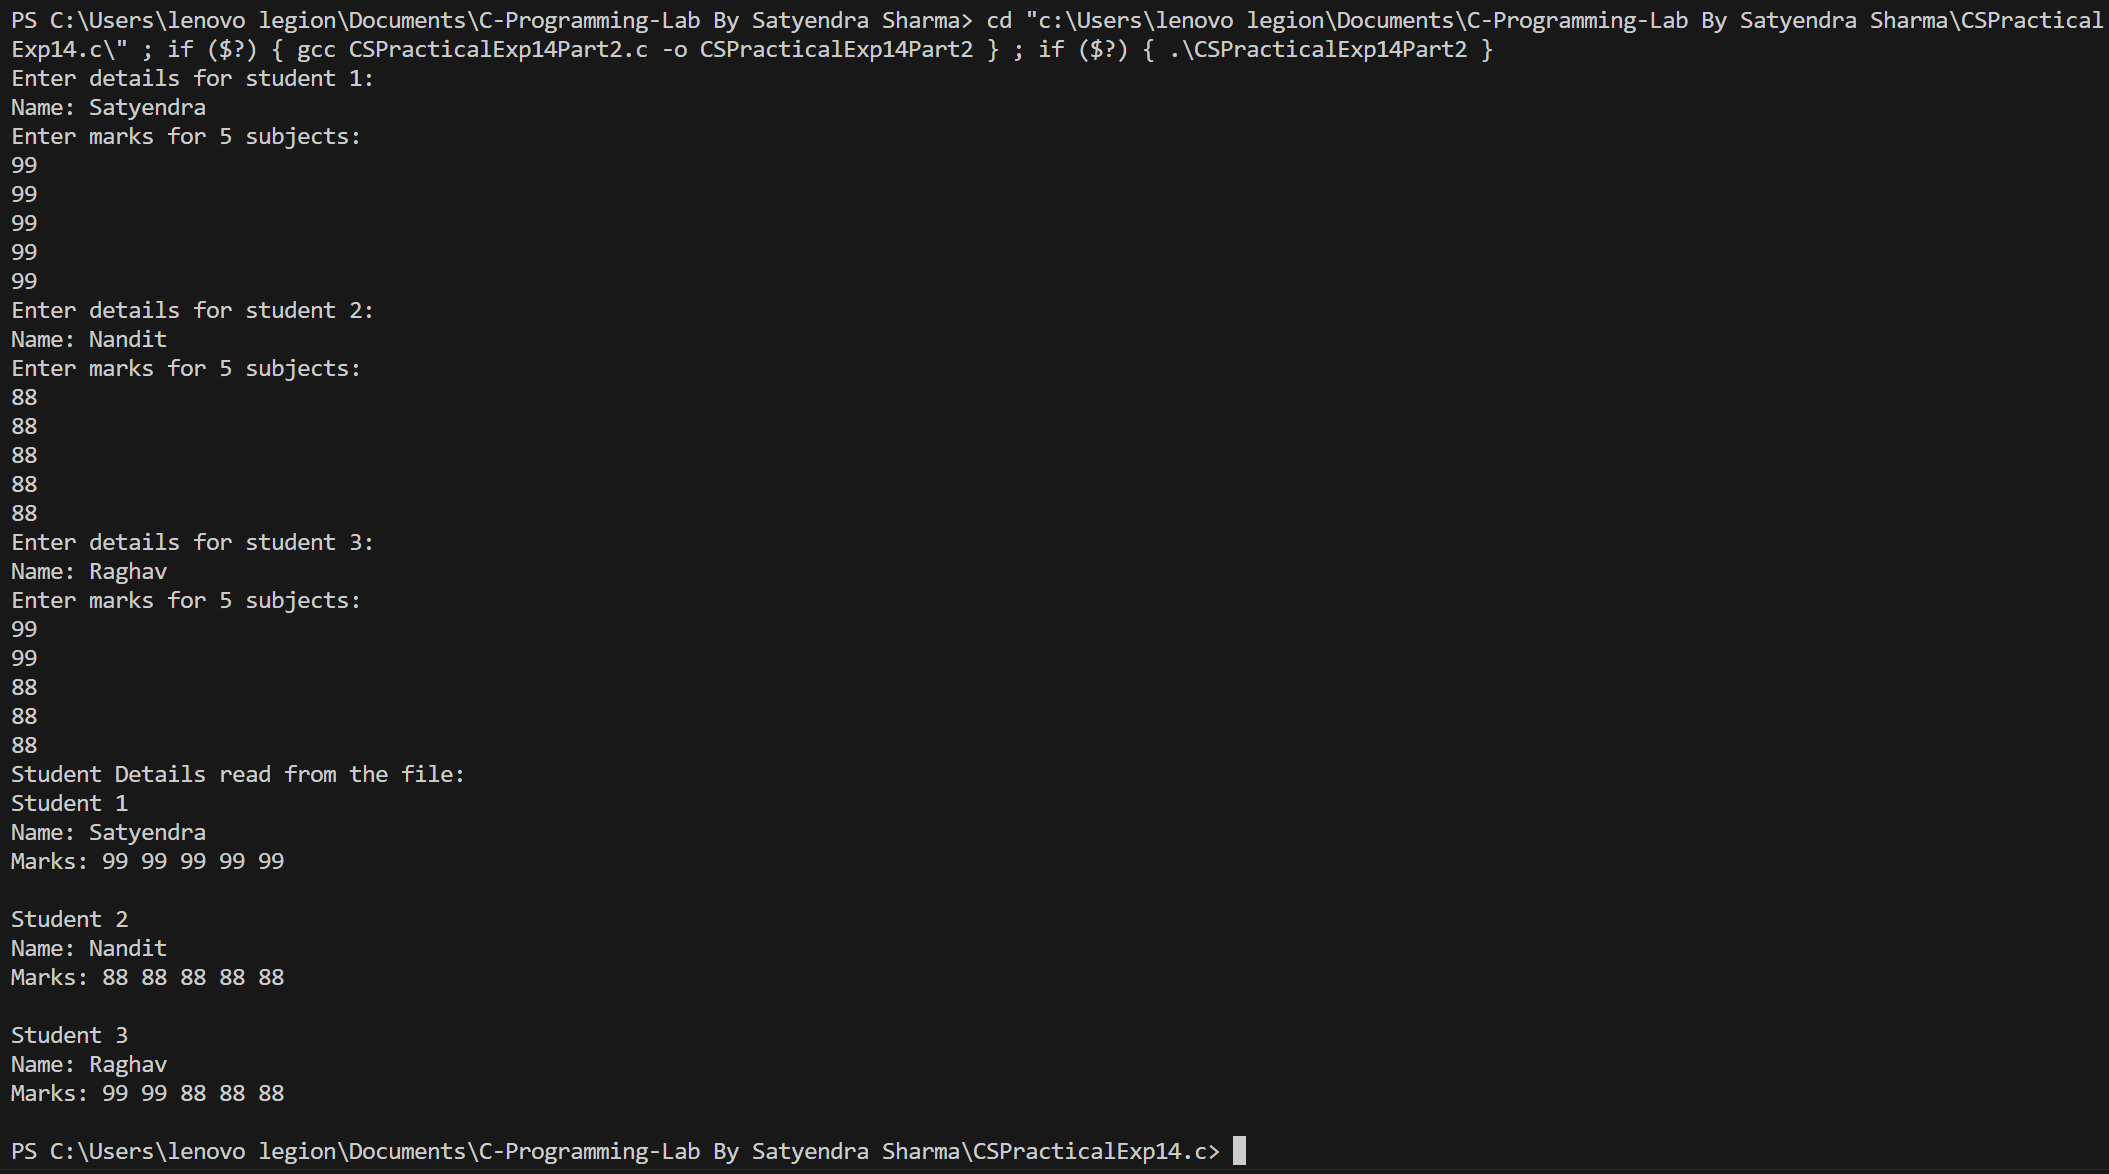 PS C:\Users\lenovo legion\Documents\C-Programming-Lab By Satyendra Sharma> cd "c:\Users\lenovo legion\Documents\C-Programming-Lab By Satyendra Sharma\CSPractical
Exp14.c\" ; if ($?) { gcc CSPracticalExp14Part2.c -o CSPracticalExp14Part2 } ; if ($?) { .\CSPracticalExp14Part2 }
Enter details for student 1:
Name: Satyendra
Enter marks for 5 subjects:
99
99
99
99
99
Enter details for student 2:
Name: Nandit
Enter marks for 5 subjects:
88
88
88
88
88
Enter details for student 3:
Name: Raghav
Enter marks for 5 subjects:
99
99
88
88
88
Student Details read from the file:
Student 1
Name: Satyendra
Marks: 99 99 99 99 99
Student 2
Name: Nandit
Marks: 88 88 88 88 88
Student 3
Name: Raghav
Marks: 99 99 88 88 88
PS C:\Users\lenovo legion\Documents\C-Programming-Lab By Satyendra Sharma\CSPracticalExp14.c>